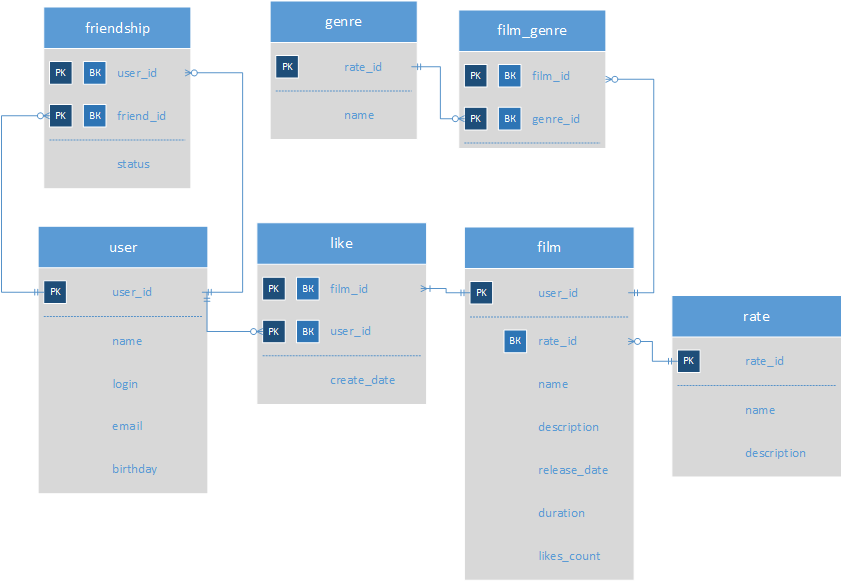 friendship
PK BK user_id
PK BK friend_id
status
genre
PK rate_id
name
film_genre
PK BK film_id
PK BK genre_id
user
PK user_id
name
login
email
birthday
like
PK BK film_id
PK BK user_id
create_date
film
PK user_id
BK rate_id
name
description
release_date
duration
likes_count
rate
PK rate_id
name
description